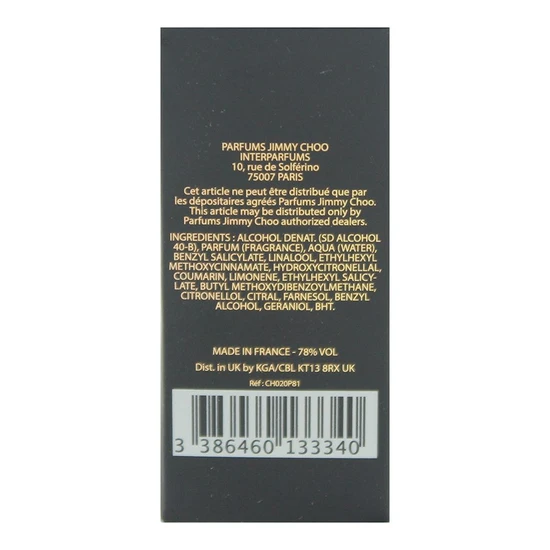 PARFUMS JIMMY CHOO
INTERPARFUMS
10, rue de Solférino
75007 PARIS
Cet article ne peut être distribué que par
les dépositaires agréés Parfums Jimmy Choo.
This article may be distributed only by
Parfums Jimmy Choo authorized dealers.
INGREDIENTS : ALCOHOL DENAT. (SD ALCOHOL
40-B), PARFUM (FRAGRANCE), AQUA (WATER),
BENZYL SALICYLATE, LINALOOL, ETHYLHEXYL
METHOXYCINNAMATE, HYDROXYCITRONELLAL,
COUMARIN, LIMONENE, ETHYLHEXYL SALICY-
LATE, BUTYL METHOXYDIBENZOYLMETHANE,
CITRONELLOL, CITRAL, FARNESOL, BENZYL
ALCOHOL, GERANIOL, BHT.
MADE IN FRANCE - 78% VOL
Dist. in UK by KGA/CBL KT13 8RX UK
Réf : CH020P81
3 386460 133340